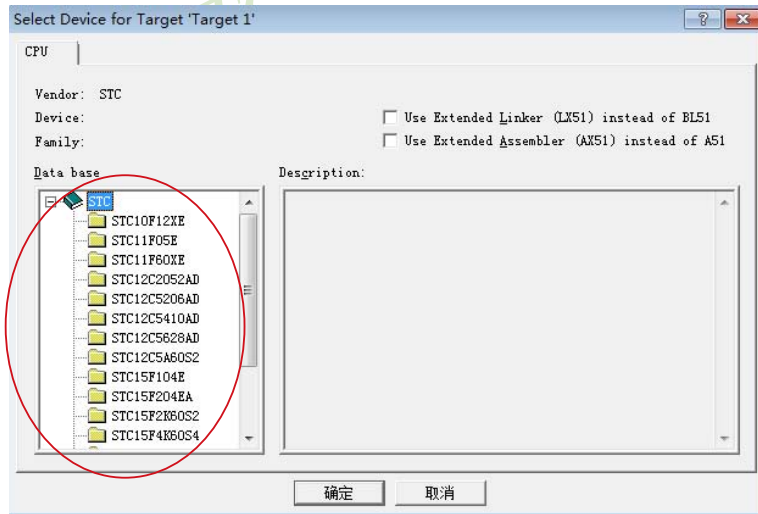 Select Device for Target 'Target 1'
CPU
Vendor: STC
Device:
Use Extended Linker (LX51) instead of BL51
Family:
Use Extended Assembler (AX51) instead of A51
Data base
Description:
STC
STC10F12XE
STC11F05E
STC11F60XE
STC12C2052AD
STC12C5206AD
STC12C5410AD
STC12C5628AD
STC12C5A60S2
STC15F104E
STC15F204EA
STC15F2K60S2
STC15F4K60S4
确定
取消